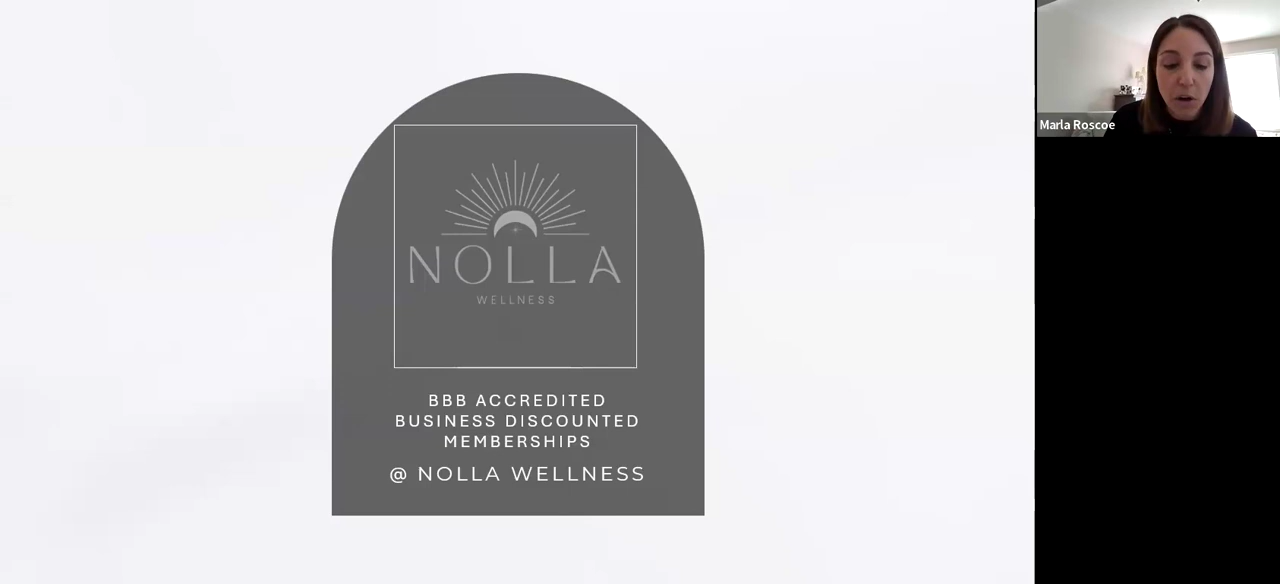 NOLLA
WELLNESS
BBB ACCREDITED
BUSINESS DISCOUNTED
MEMBERSHIPS
@ NOLLA WELLNESS
Marla Roscoe